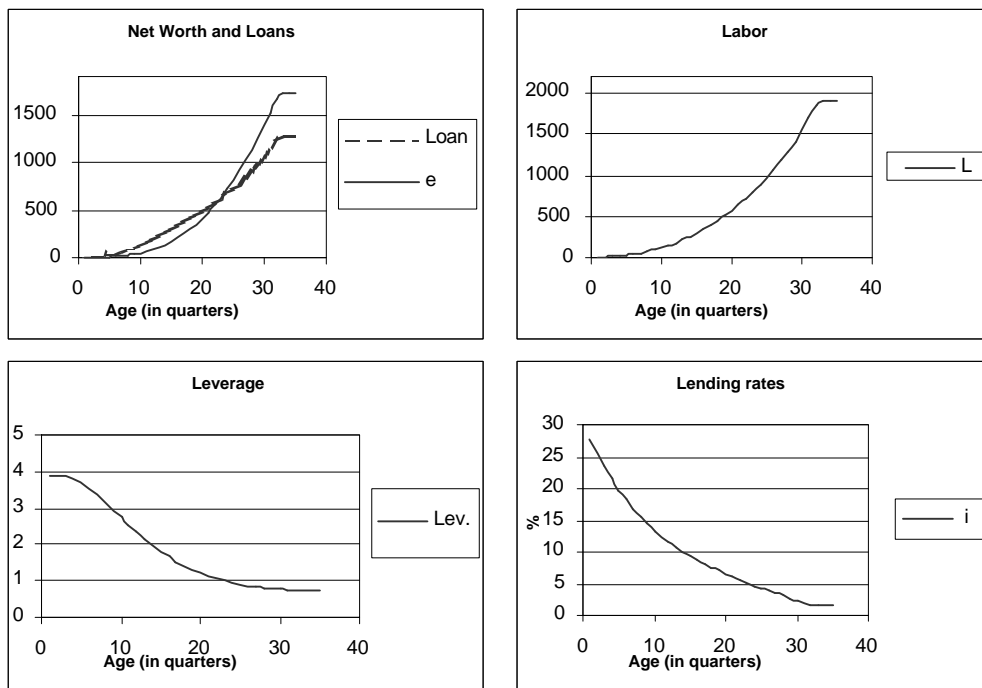 Net Worth and Loans
1500
1000
500
0
0 10 20 30 40
Age (in quarters)
Loan
e
Labor
2000
1500
1000
500
0
0 10 20 30 40
Age (in quarters)
L
Leverage
5
4
3
2
1
0
0 10 20 30 40
Age (in quarters)
Lev.
Lending rates
30
25
20
15
10
5
0
%
0 10 20 30 40
Age (in quarters)
i